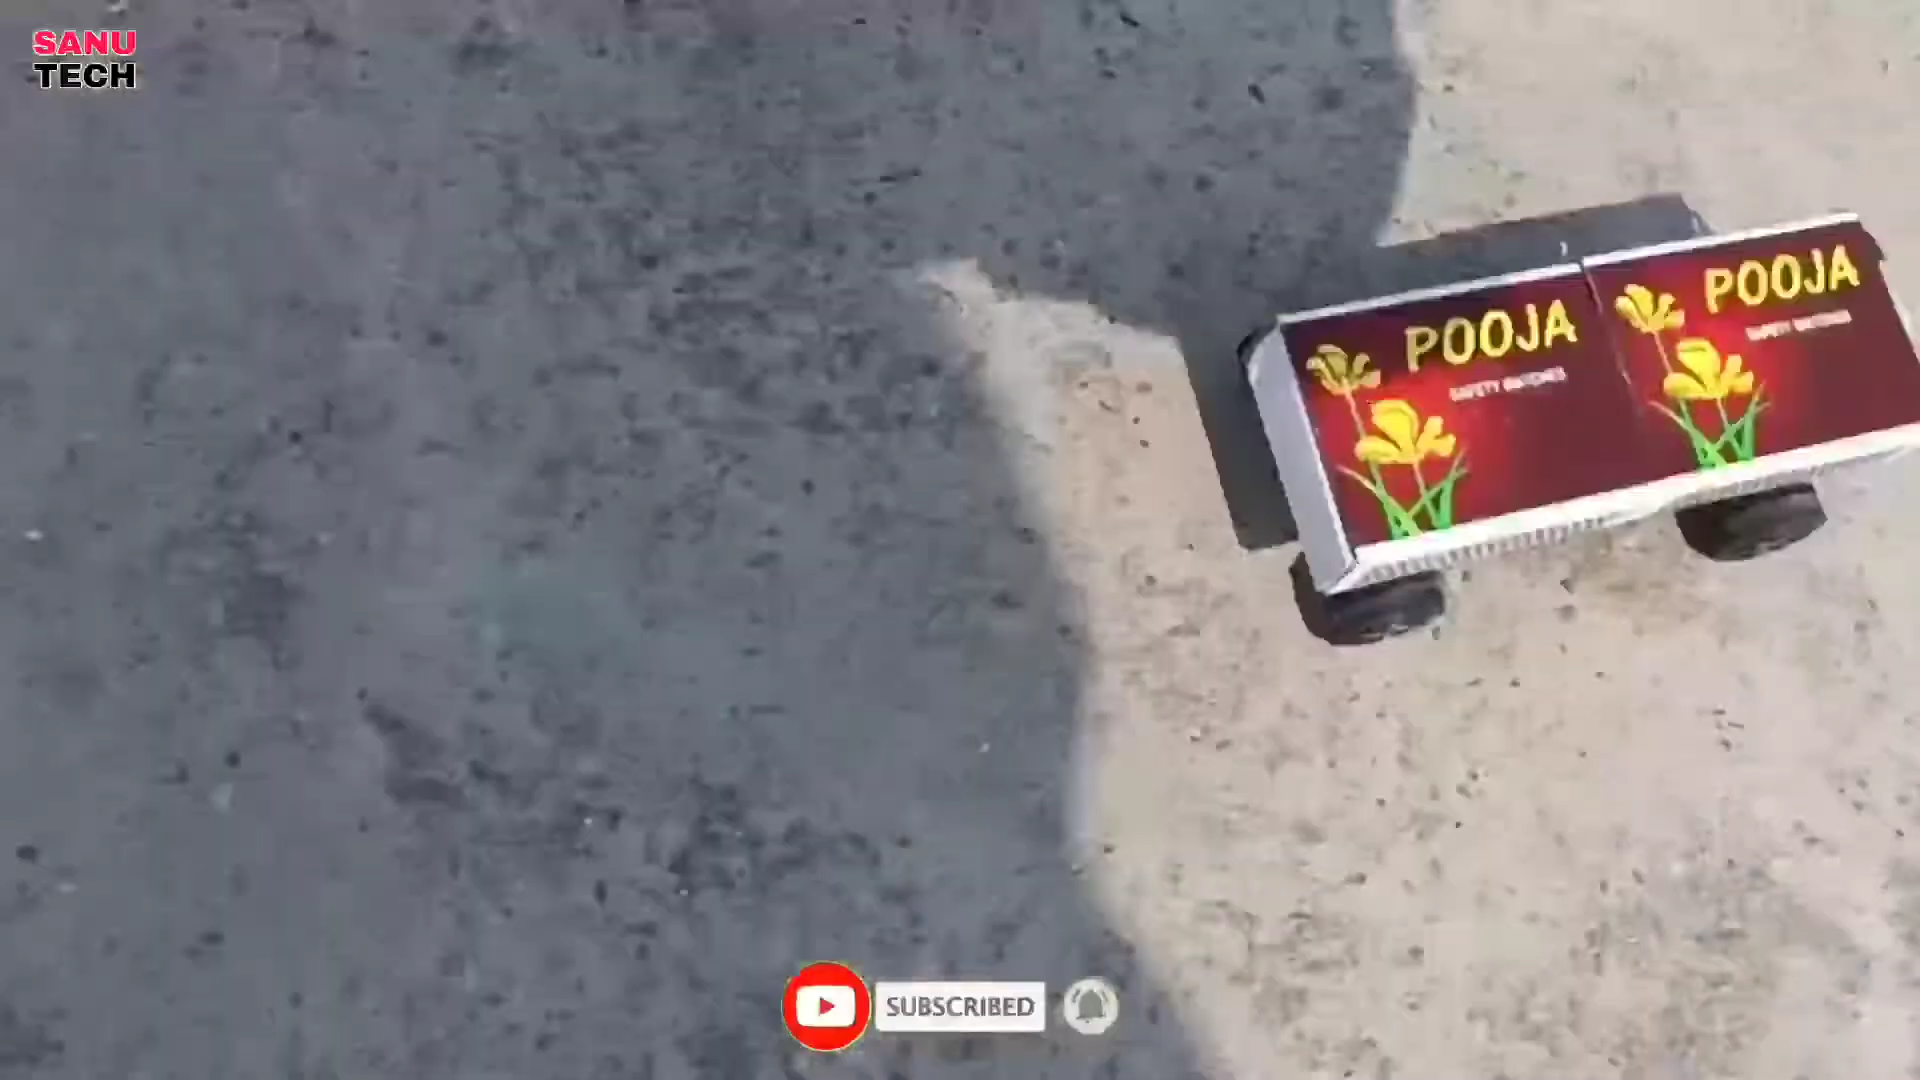 SANU
TECH
POOJA
SAFETY MATCHES
POOJA
SAFETY MATCHES
SUBSCRIBED